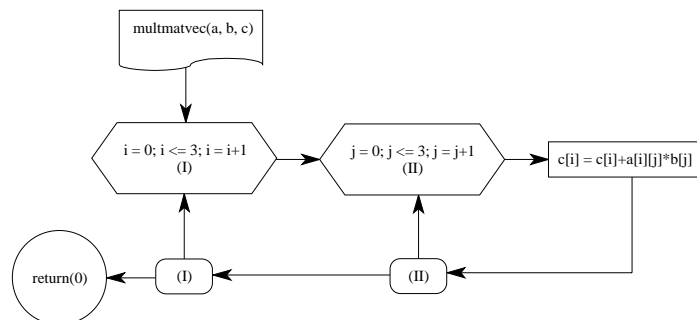 multmatvec(a, b, c)
i = 0; i <= 3; i = i+1
(I)
j = 0; j <= 3; j = j+1
(II)
c[i] = c[i]+a[i][j]*b[j]
return(0)
(I)
(II)